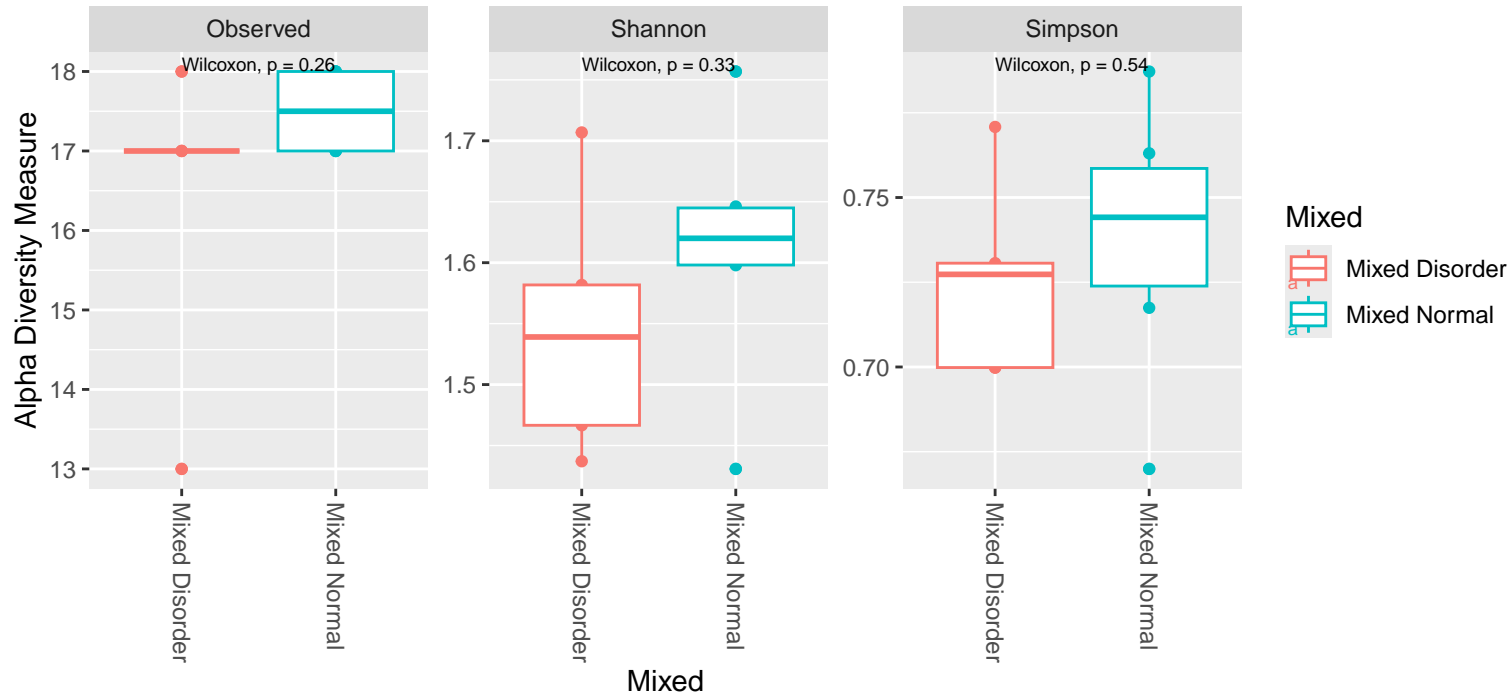 Observed
Shannon
Simpson
Wilcoxon, p = 0.26
Wilcoxon, p = 0.33
Wilcoxon, p = 0.54
Alpha Diversity Measure
18
17
16
15
14
13
1.7
1.6
1.5
0.75
0.70
Mixed Disorder
Mixed Normal
Mixed Disorder
Mixed Normal
Mixed Disorder
Mixed Normal
Mixed
Mixed
a
Mixed Disorder
a
Mixed Normal